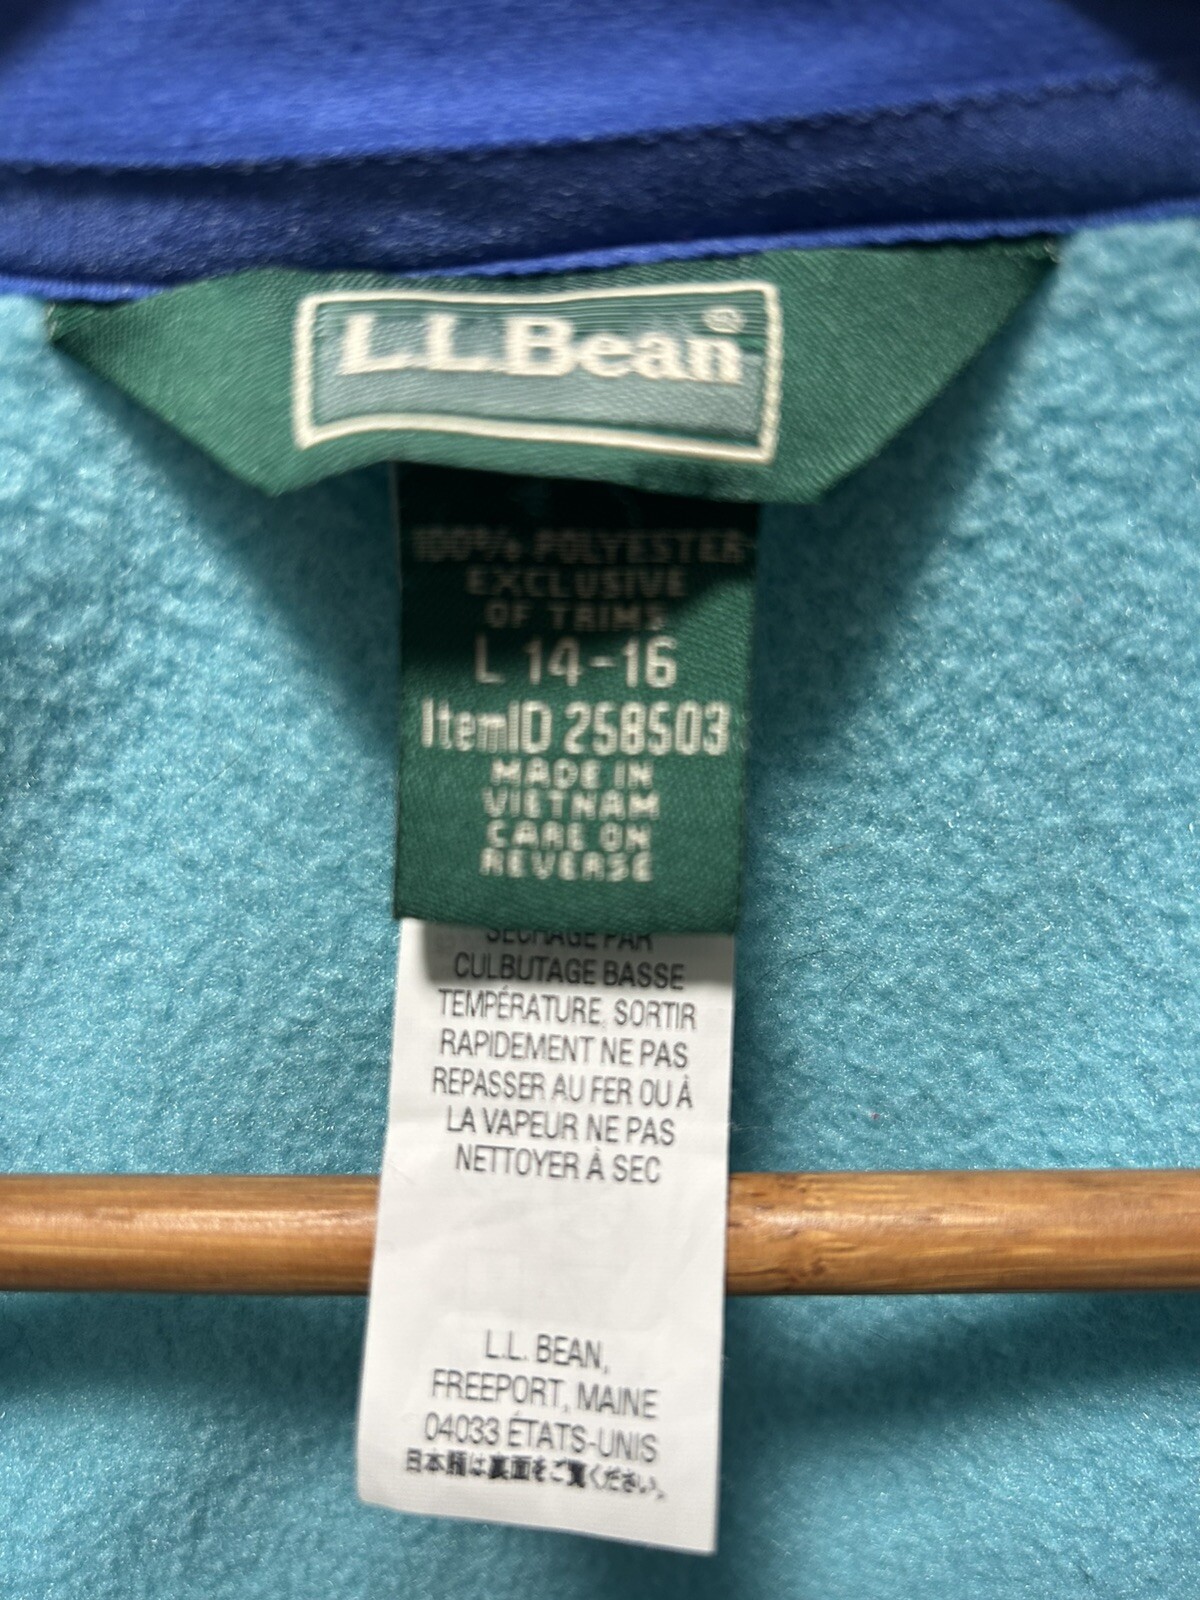 L.L.Bean®
100% POLYESTER
EXCLUSIVE
OF TRIMS
L 14-16
ItemID 258503
MADE IN
VIETNAM
CARE ON
REVERSE
SÉCHAGE PAR
CULBUTAGE BASSE
TEMPÉRATURE, SORTIR
RAPIDEMENT NE PAS
REPASSER AU FER OU À
LA VAPEUR NE PAS
NETTOYER À SEC
L.L. BEAN,
FREEPORT, MAINE
04033 ÉTATS-UNIS
日本語は裏面をご覧ください。